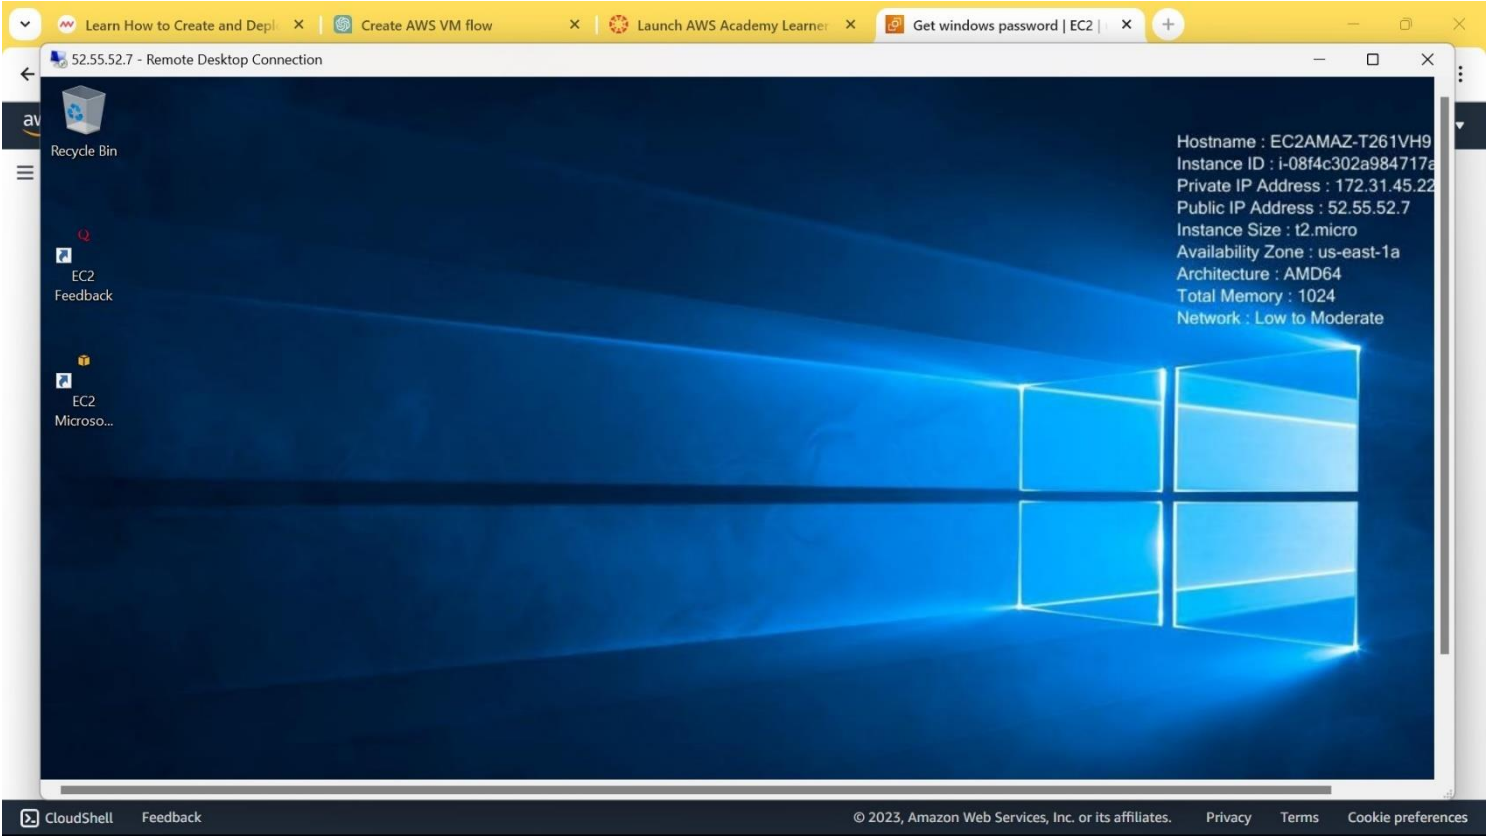 Learn How to Create and Depl
Create AWS VM flow
Launch AWS Academy Learner
Get windows password | EC2 |
52.55.52.7 - Remote Desktop Connection
Recycle Bin
Hostname : EC2AMAZ-T261VH9
Instance ID : i-08f4c302a984717a
Private IP Address : 172.31.45.22
Public IP Address : 52.55.52.7
Instance Size : t2.micro
Availability Zone : us-east-1a
Architecture : AMD64
Total Memory : 1024
Network : Low to Moderate
EC2
Feedback
EC2
Microso...
CloudShell
Feedback
© 2023, Amazon Web Services, Inc. or its affiliates.
Privacy
Terms
Cookie preferences